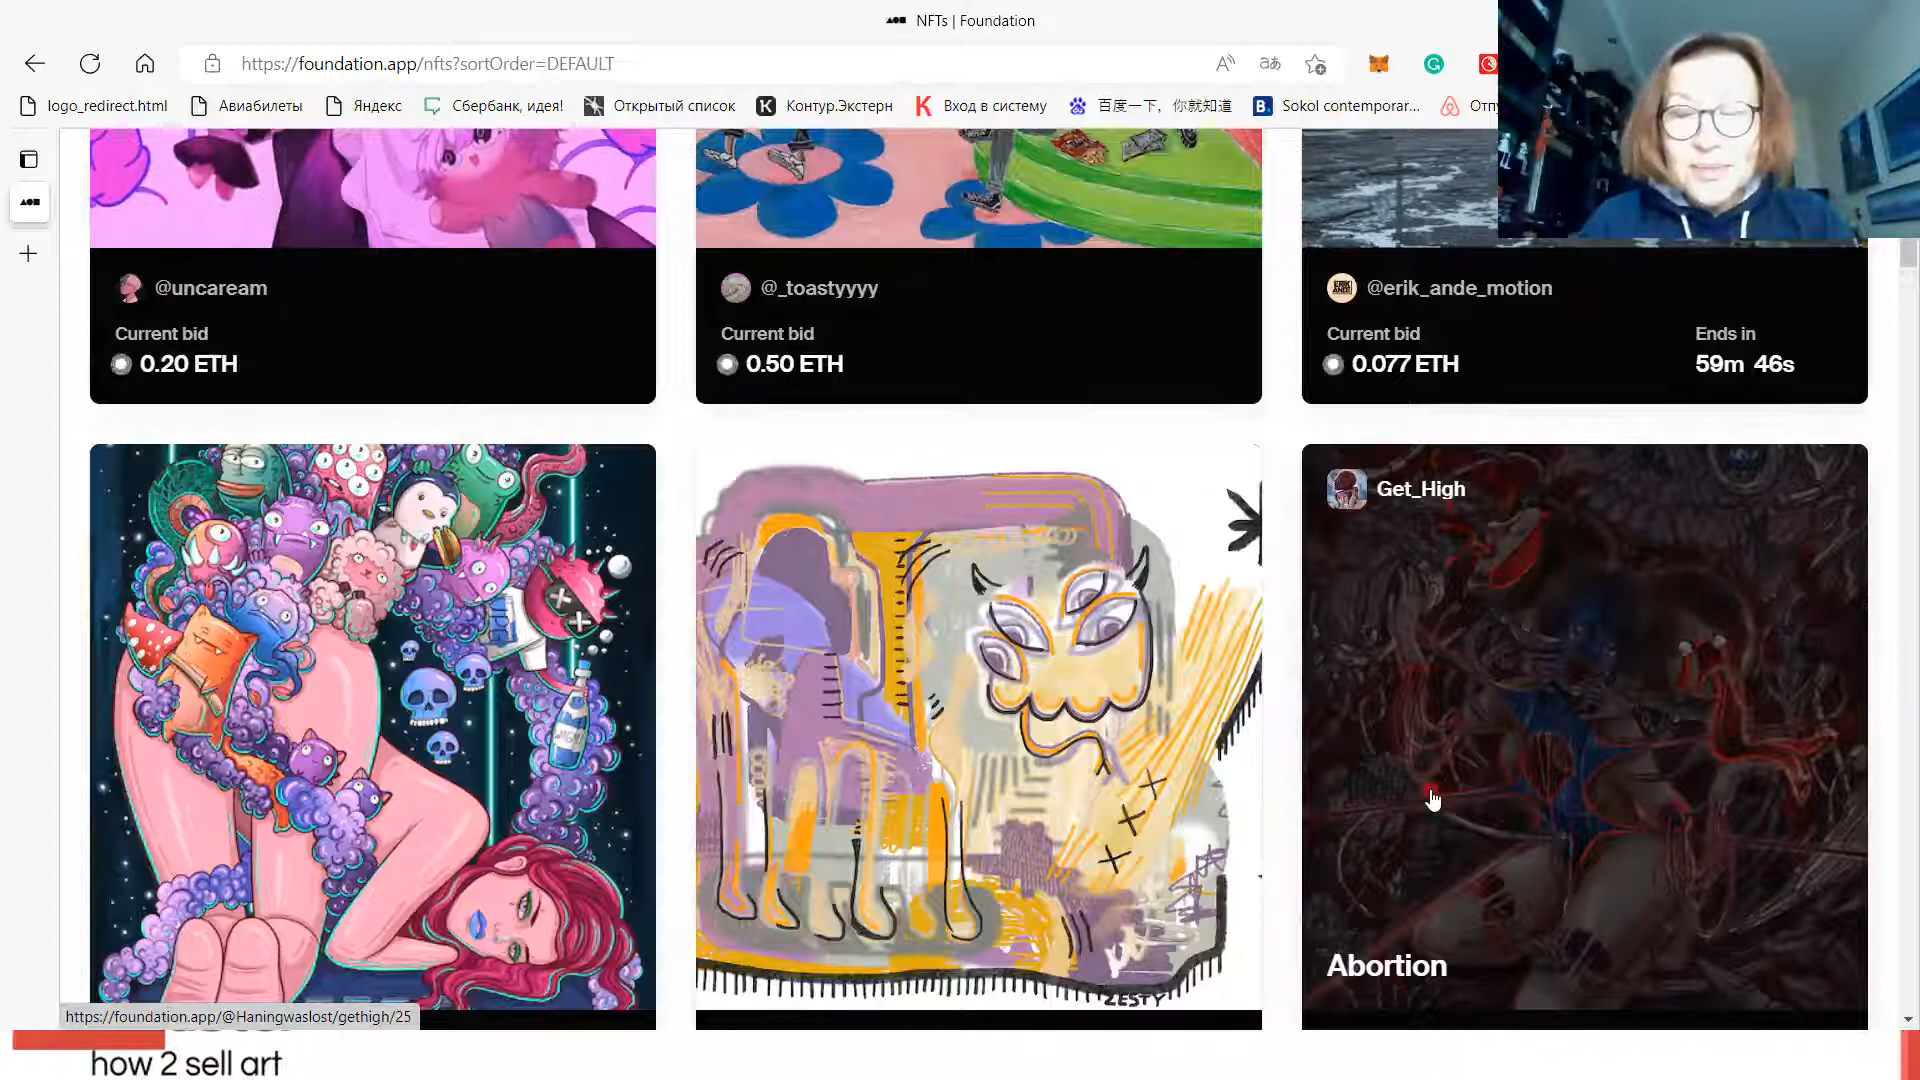 NFTs | Foundation
https://foundation.app/nfts?sortOrder=DEFAULT
logo_redirect.html
Авиабилеты
Яндекс
Сбербанк, идея!
Открытый список
Контур.Экстерн
Вход в систему
百度一下，你就知道
Sokol contemporar...
@uncaream
Current bid
0.20 ETH
@_toastyyyy
Current bid
0.50 ETH
@erik_ande_motion
Current bid
0.077 ETH
Ends in
59m 46s
Get_High
Abortion
ZESTY
https://foundation.app/@Haningwaslost/gethigh/25
how 2 sell art